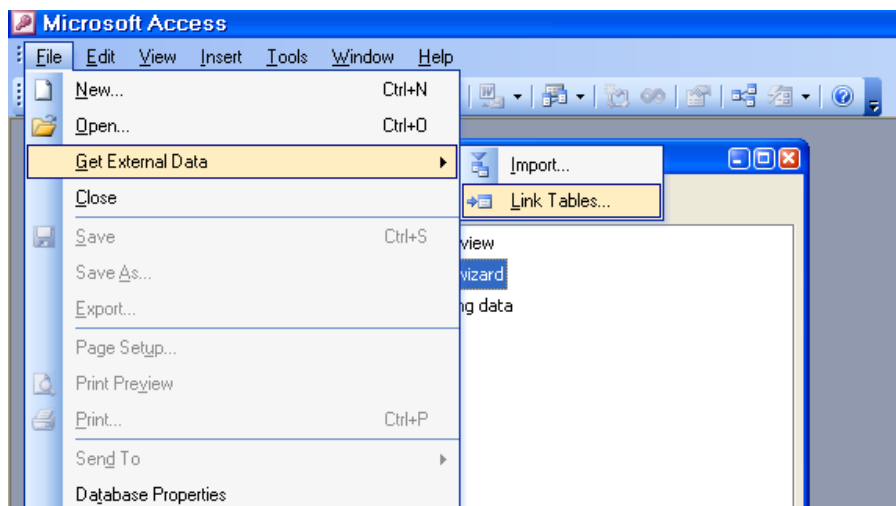 Microsoft Access
File Edit View Insert Tools Window Help
New... Ctrl+N
Open... Ctrl+O
Get External Data
Import...
Close
Link Tables...
Save Ctrl+S
view
Save As...
wizard
Export...
ng data
Page Setup...
Print Preview
Print... Ctrl+P
Send To
Database Properties